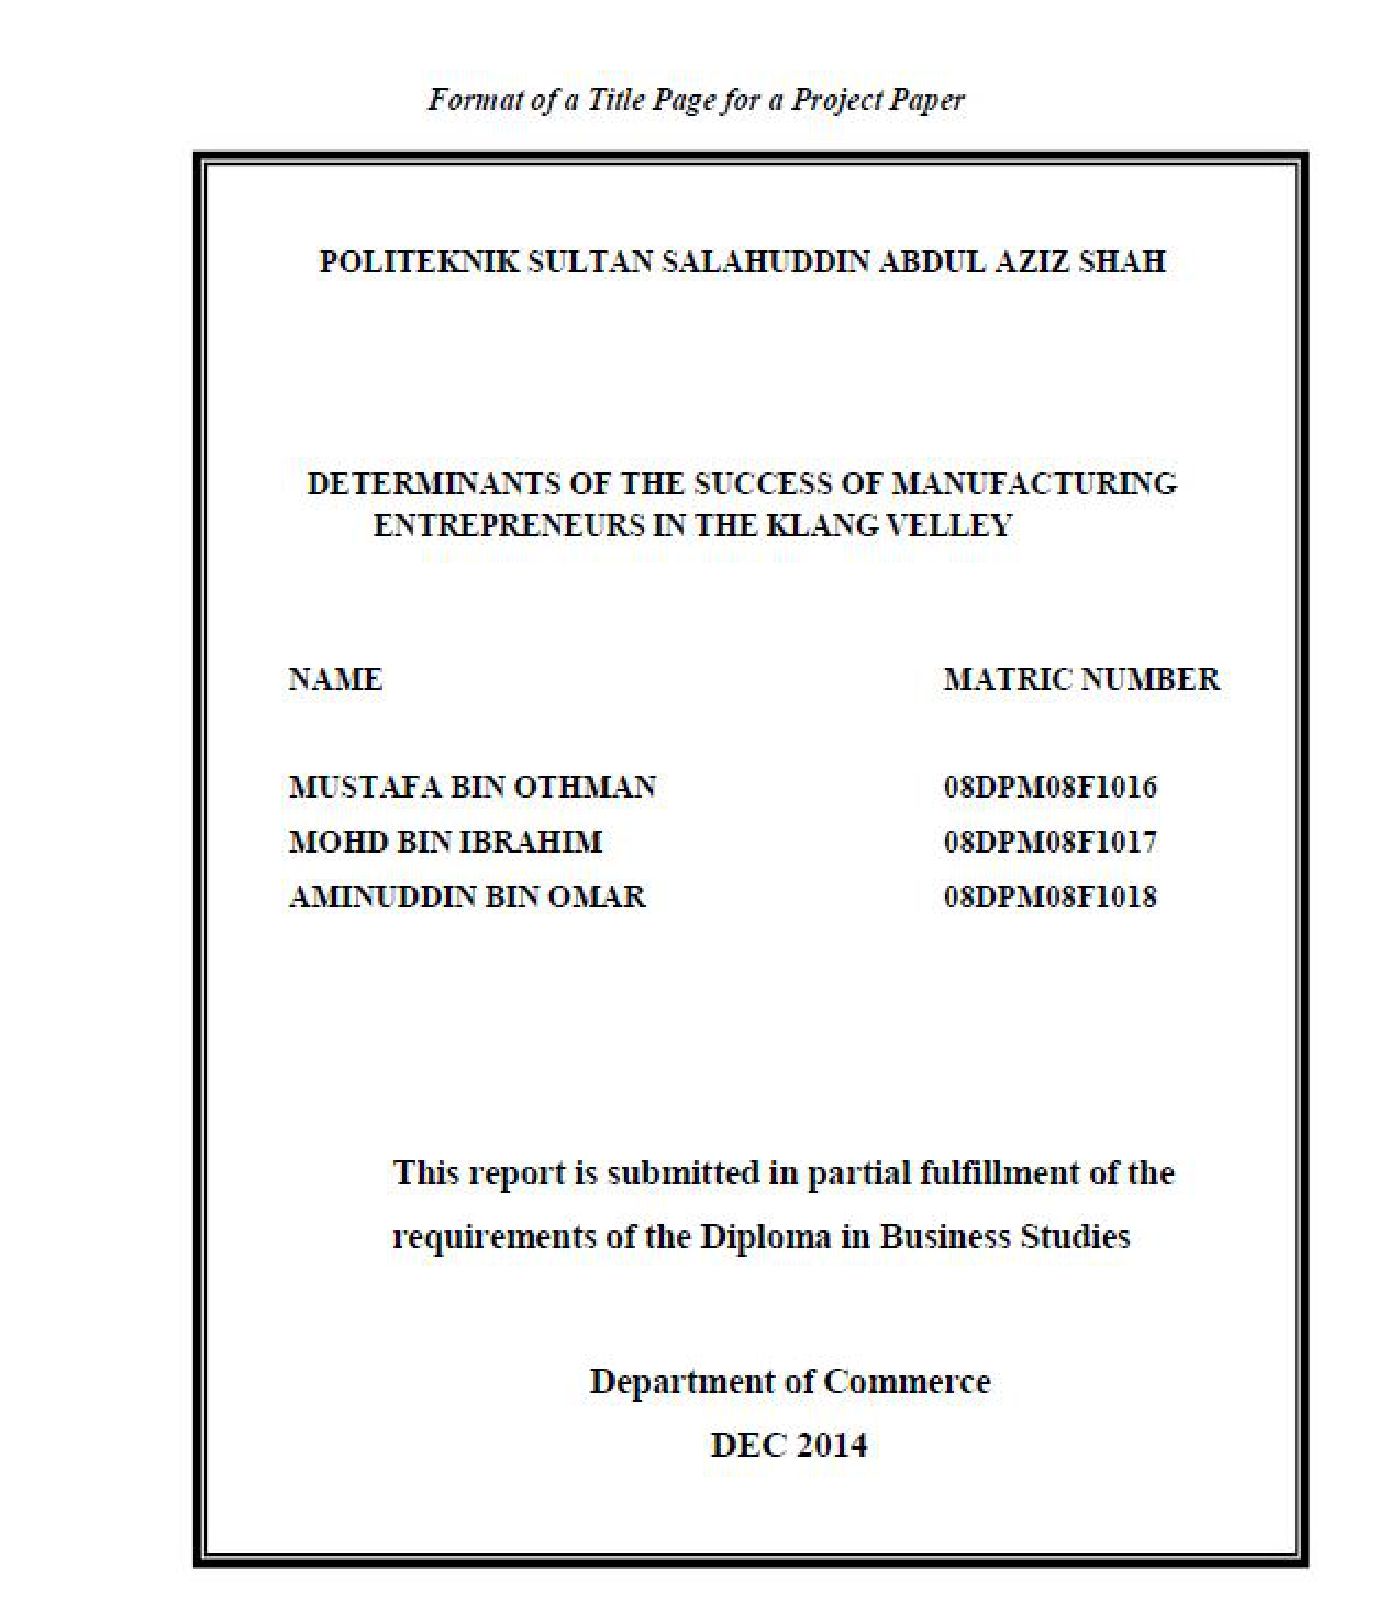 Format of a Title Page for a Project Paper
POLITEKNIK SULTAN SALAHUDDIN ABDUL AZIZ SHAH
DETERMINANTS OF THE SUCCESS OF MANUFACTURING
ENTREPRENEURS IN THE KLANG VELLEY
NAME MATRIC NUMBER
MUSTAFA BIN OTHMAN 08DPM08F1016
MOHD BIN IBRAHIM 08DPM08F1017
AMINUDDIN BIN OMAR 08DPM08F1018
This report is submitted in partial fulfillment of the
requirements of the Diploma in Business Studies
Department of Commerce
DEC 2014